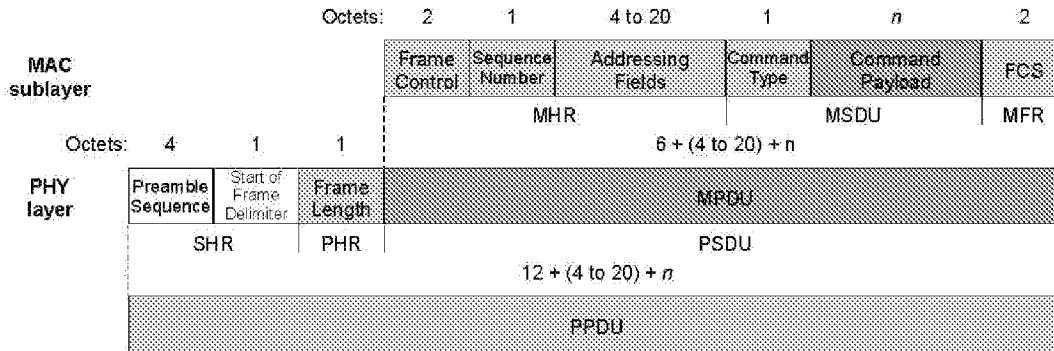 Octets: 2 1 4 to 20 1 n 2
MAC sublayer
Frame Control
Sequence Number
Addressing Fields
Command Type
Command Payload
FCS
MHR MSDU MFR
Octets: 4 1 1 6 + (4 to 20) + n
PHY layer
Preamble Sequence
Start of Frame Delimiter
Frame Length
MPDU
SHR PHR PSDU
12 + (4 to 20) + n
PPDU